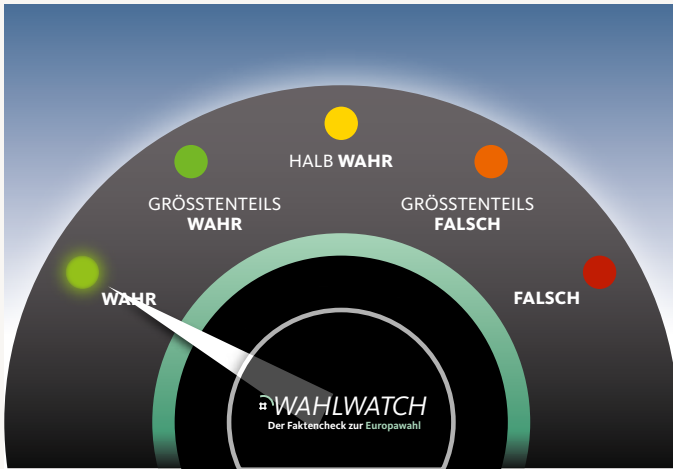 HALB WAHR
GRÖSSTENTEILS
WAHR
GRÖSSTENTEILS
FALSCH
WAHR
FALSCH
WAHLWATCH
Der Faktencheck zur Europawahl